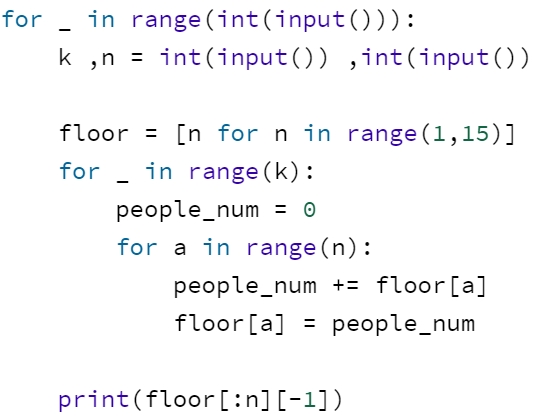 for _ in range(int(input())):
    k ,n = int(input()) ,int(input())

    floor = [n for n in range(1,15)]
    for _ in range(k):
        people_num = 0
        for a in range(n):
            people_num += floor[a]
            floor[a] = people_num

    print(floor[:n][-1])